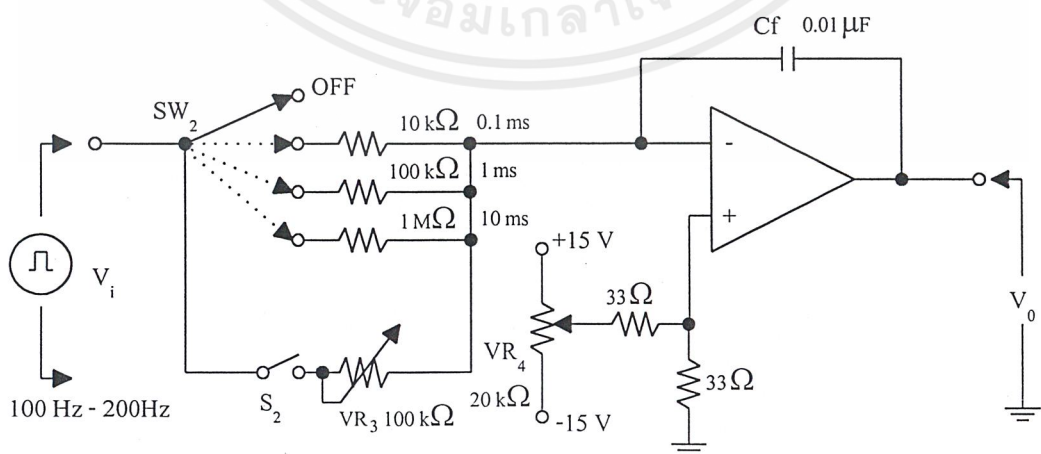 Cf 0.01 μF
OFF
SW2
10 kΩ 0.1 ms
100 kΩ 1 ms
1 MΩ 10 ms
-
+
Vi
+15 V
33 Ω
VR4
20 kΩ
-15 V
33 Ω
V0
S2
VR3 100 kΩ
100 Hz - 200Hz